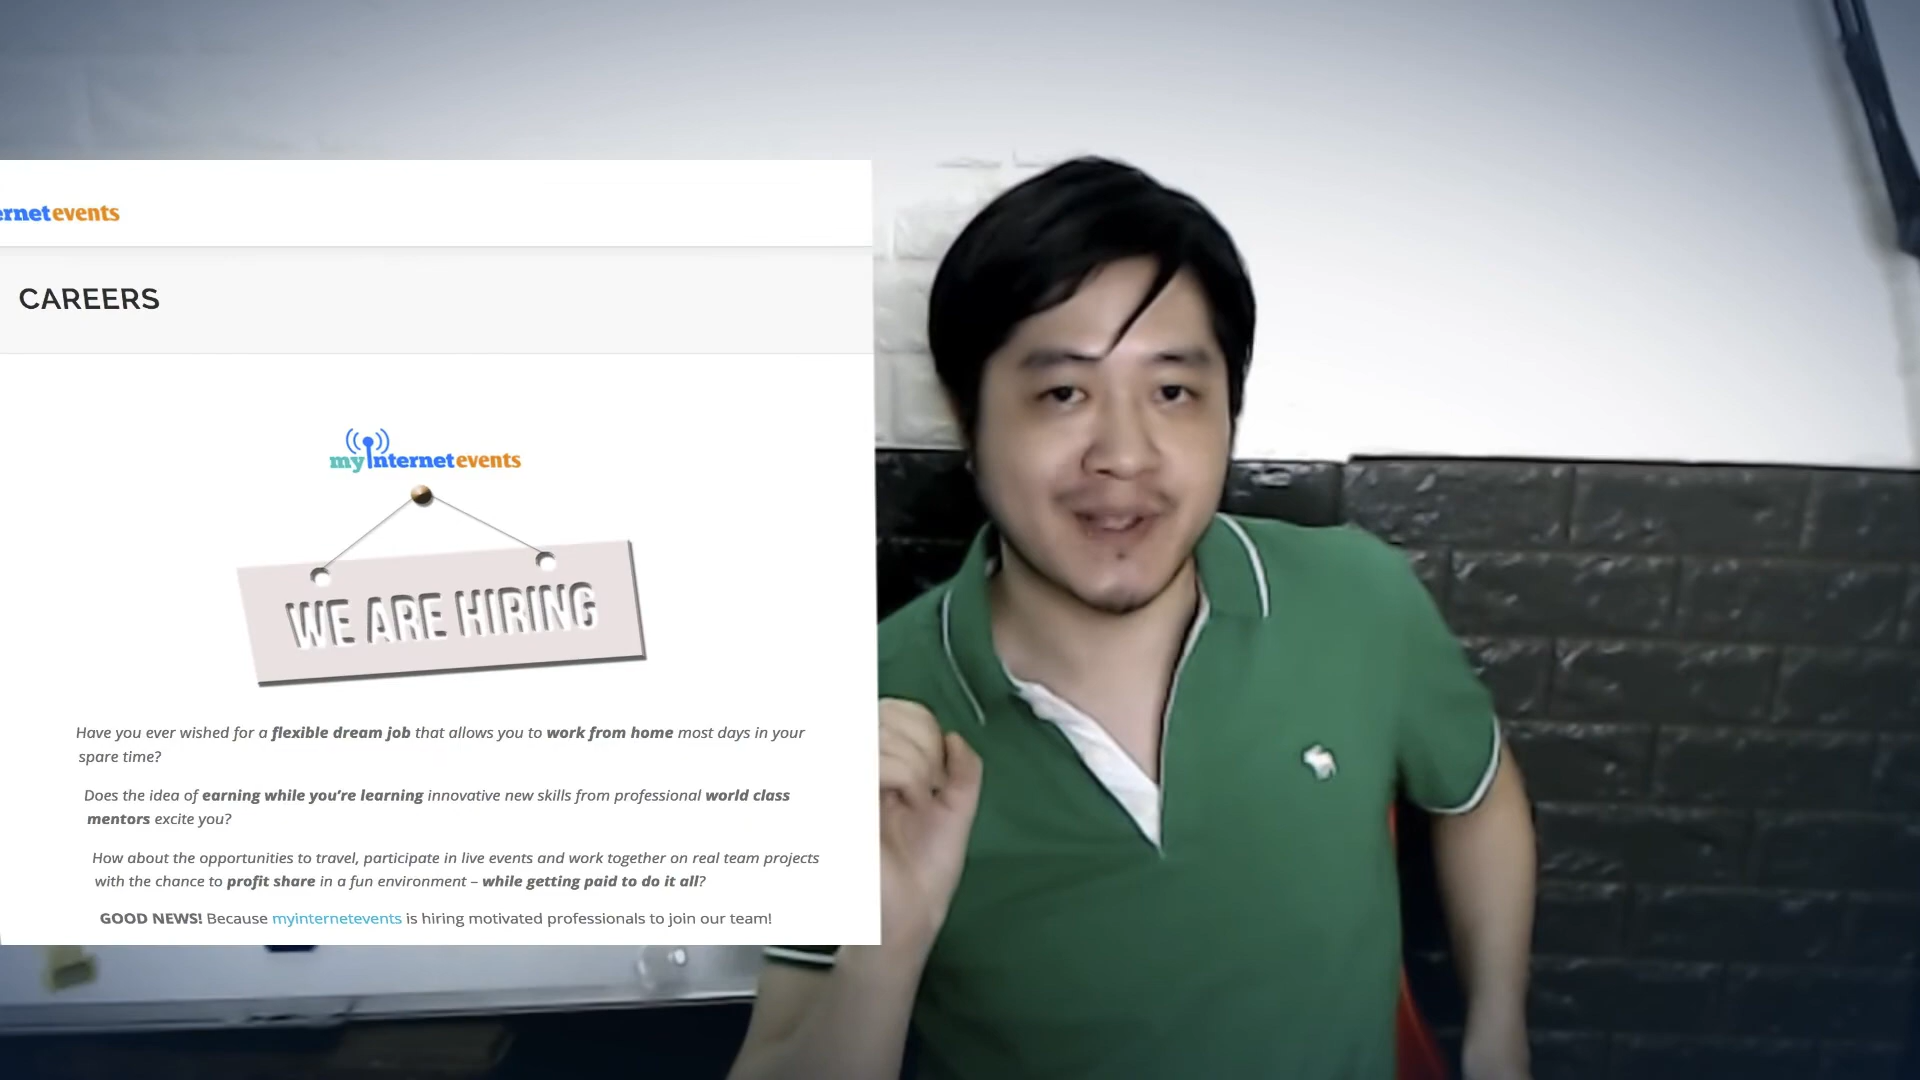 ernetevents
CAREERS
myinternetevents
WE ARE HIRING
Have you ever wished for a flexible dream job that allows you to work from home most days in your
spare time?
Does the idea of earning while you’re learning innovative new skills from professional world class
mentors excite you?
How about the opportunities to travel, participate in live events and work together on real team projects
with the chance to profit share in a fun environment – while getting paid to do it all?
GOOD NEWS! Because myinternetevents is hiring motivated professionals to join our team!